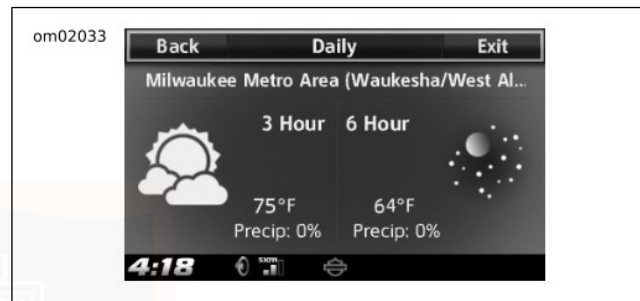 om02033
Back Daily Exit
Milwaukee Metro Area (Waukesha/West Al...
3 Hour 6 Hour
75°F 64°F
Precip: 0% Precip: 0%
4:18 SXM